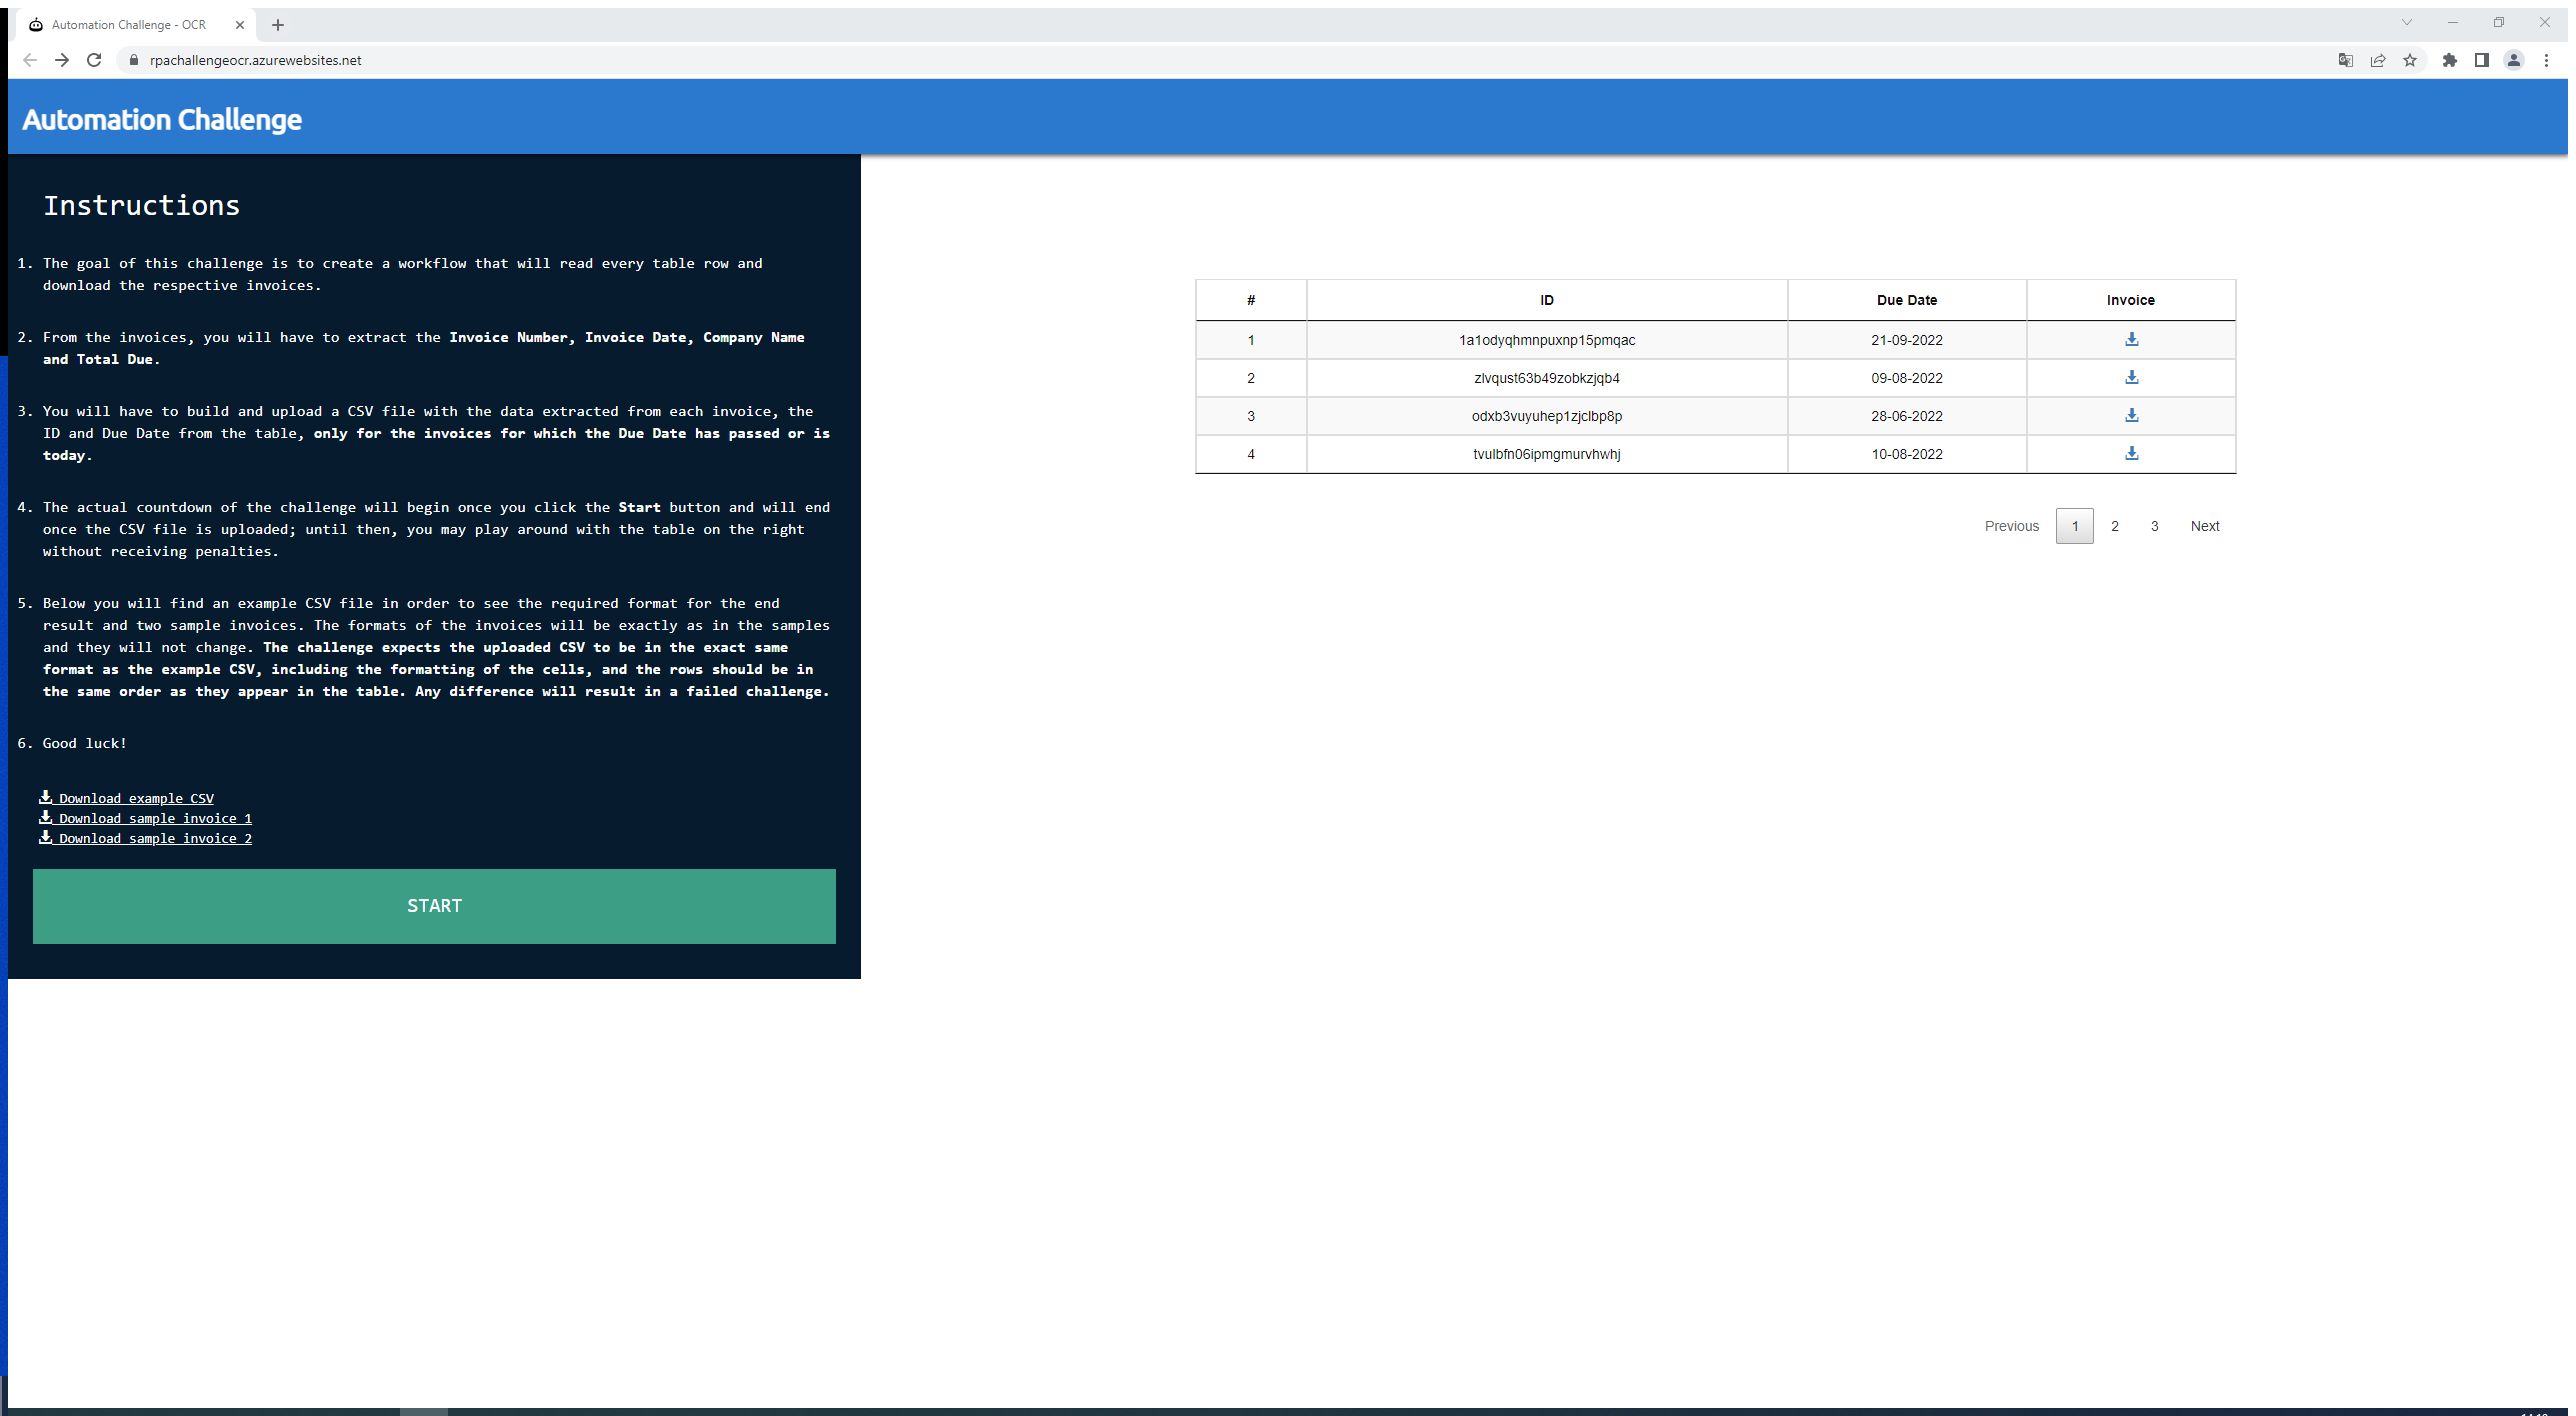 Automation Challenge - OCR
rpachallengeocr.azurewebsites.net
Automation Challenge
Instructions
1. The goal of this challenge is to create a workflow that will read every table row and
download the respective invoices.
2. From the invoices, you will have to extract the Invoice Number, Invoice Date, Company Name
and Total Due.
3. You will have to build and upload a CSV file with the data extracted from each invoice, the
ID and Due Date from the table, only for the invoices for which the Due Date has passed or is
today.
4. The actual countdown of the challenge will begin once you click the Start button and will end
once the CSV file is uploaded; until then, you may play around with the table on the right
without receiving penalties.
5. Below you will find an example CSV file in order to see the required format for the end
result and two sample invoices. The formats of the invoices will be exactly as in the samples
and they will not change. The challenge expects the uploaded CSV to be in the exact same
format as the example CSV, including the formatting of the cells, and the rows should be in
the same order as they appear in the table. Any difference will result in a failed challenge.
6. Good luck!
Download example CSV
Download sample invoice 1
Download sample invoice 2
START
# ID Due Date Invoice
1 1a1odyqhmnpuxnp15pmqac 21-09-2022
2 zlvqust63b49zobkzjqb4 09-08-2022
3 odxb3vuyuhep1zjclbp8p 28-06-2022
4 tvulbfn06ipmgmurvhwhj 10-08-2022
Previous 1 2 3 Next